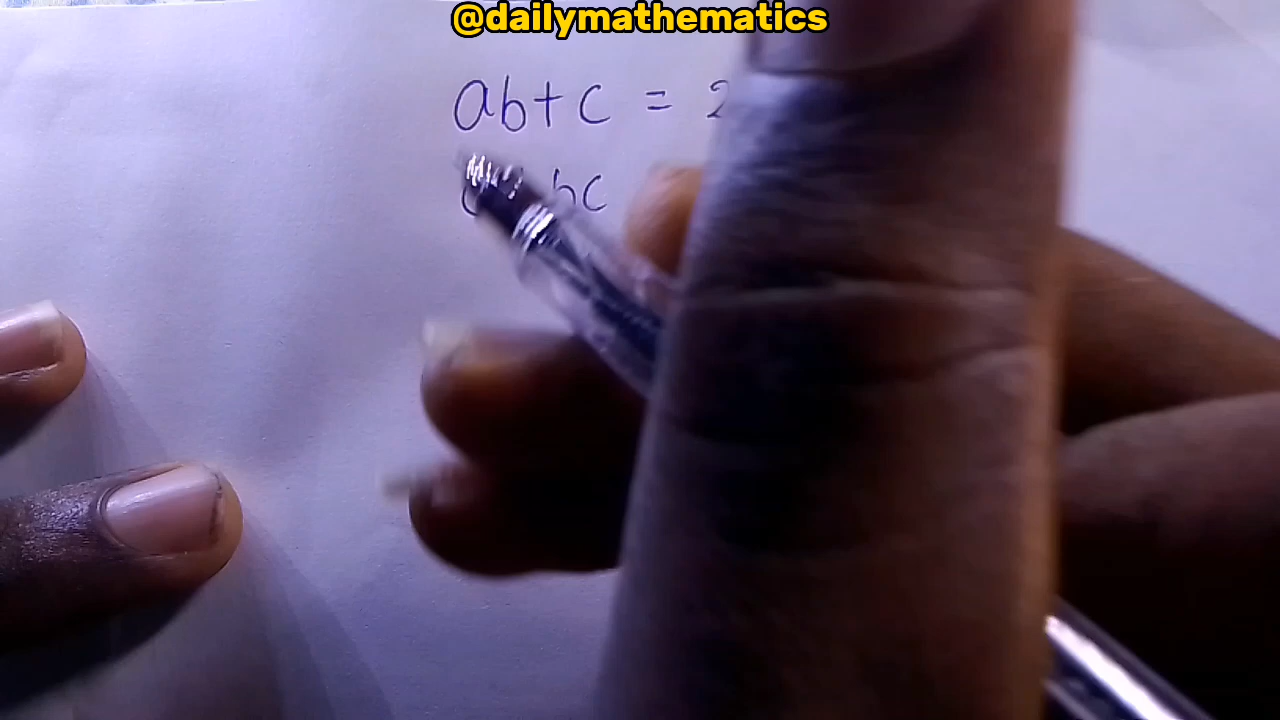 @dailymathematics
ab+c = 2
bc